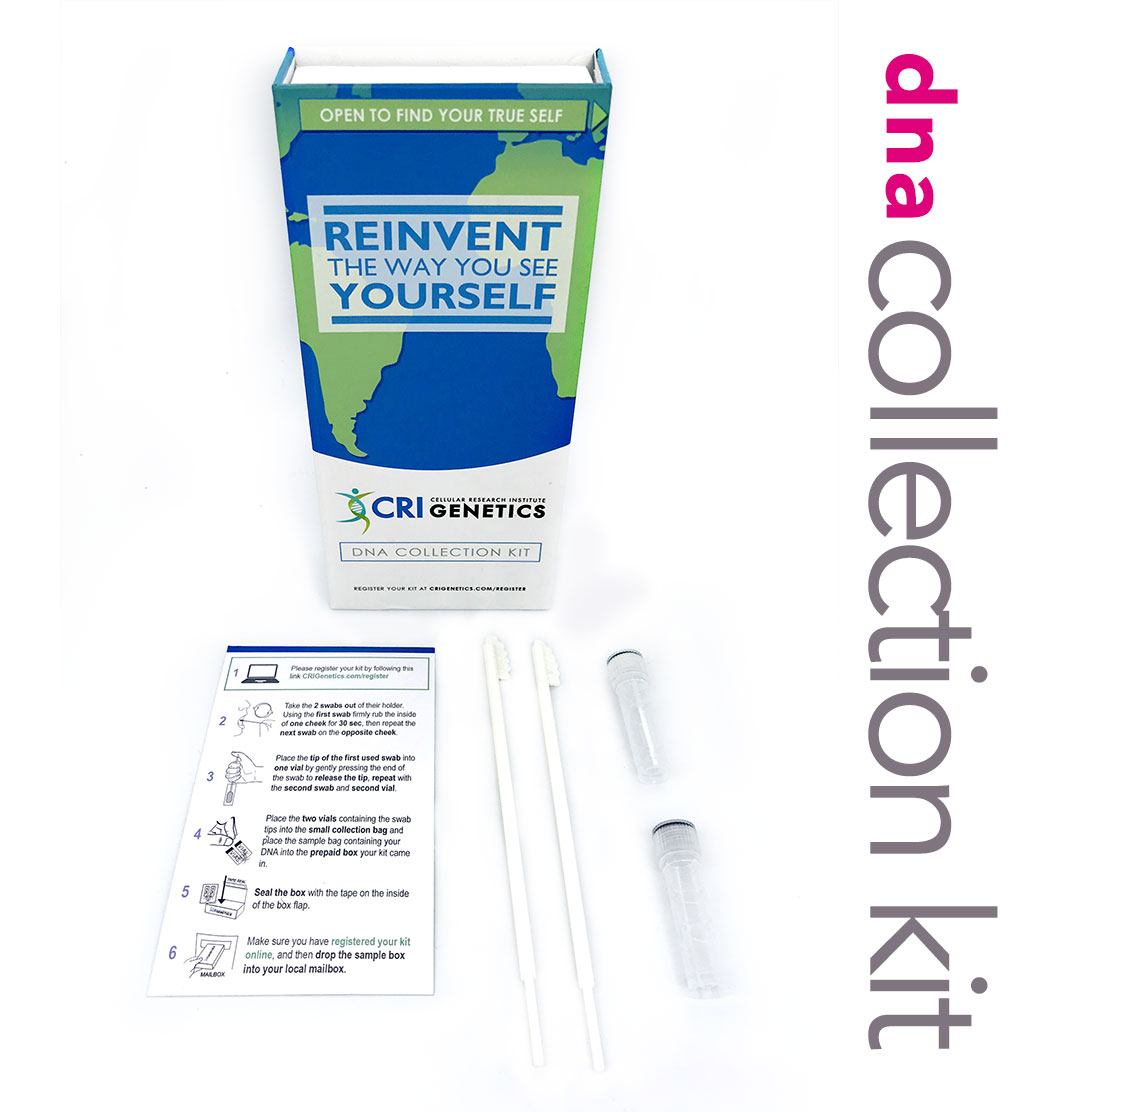 OPEN TO FIND YOUR TRUE SELF
REINVENT
THE WAY YOU SEE
YOURSELF
CRI
CELLULAR RESEARCH INSTITUTE
GENETICS
DNA COLLECTION KIT
REGISTER YOUR KIT AT CRIGENETICS.COM/REGISTER
1
Please register your kit by following this
link CRIGenetics.com/register
2
Take the 2 swabs out of their holder.
Using the first swab firmly rub the inside
of one cheek for 30 sec, then repeat the
next swab on the opposite cheek.
3
Place the tip of the first used swab into
one vial by gently pressing the end of
the swab to release the tip, repeat with
the second swab and second vial.
4
Place the two vials containing the swab
tips into the small collection bag and
place the sample bag containing your
DNA into the prepaid box your kit came
in.
5
TAPE SEAL
Seal the box with the tape on the inside
of the box flap.
6
MAILBOX
Make sure you have registered your kit
online, and then drop the sample box
into your local mailbox.
dna collection kit